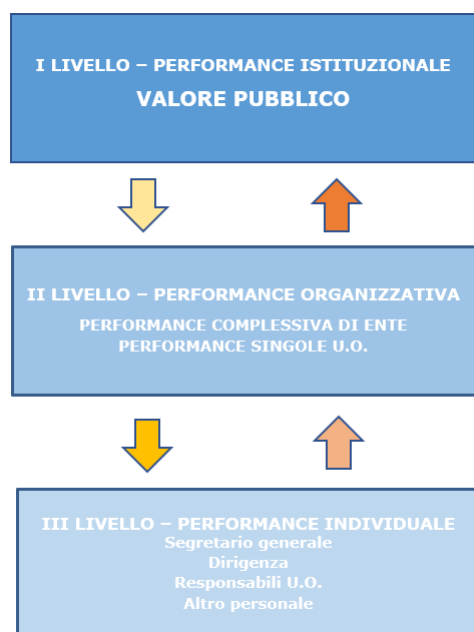 I LIVELLO – PERFORMANCE ISTITUZIONALE
VALORE PUBBLICO
II LIVELLO – PERFORMANCE ORGANIZZATIVA
PERFORMANCE COMPLESSIVA DI ENTE
PERFORMANCE SINGOLE U.O.
III LIVELLO – PERFORMANCE INDIVIDUALE
Segretario generale
Dirigenza
Responsabili U.O.
Altro personale